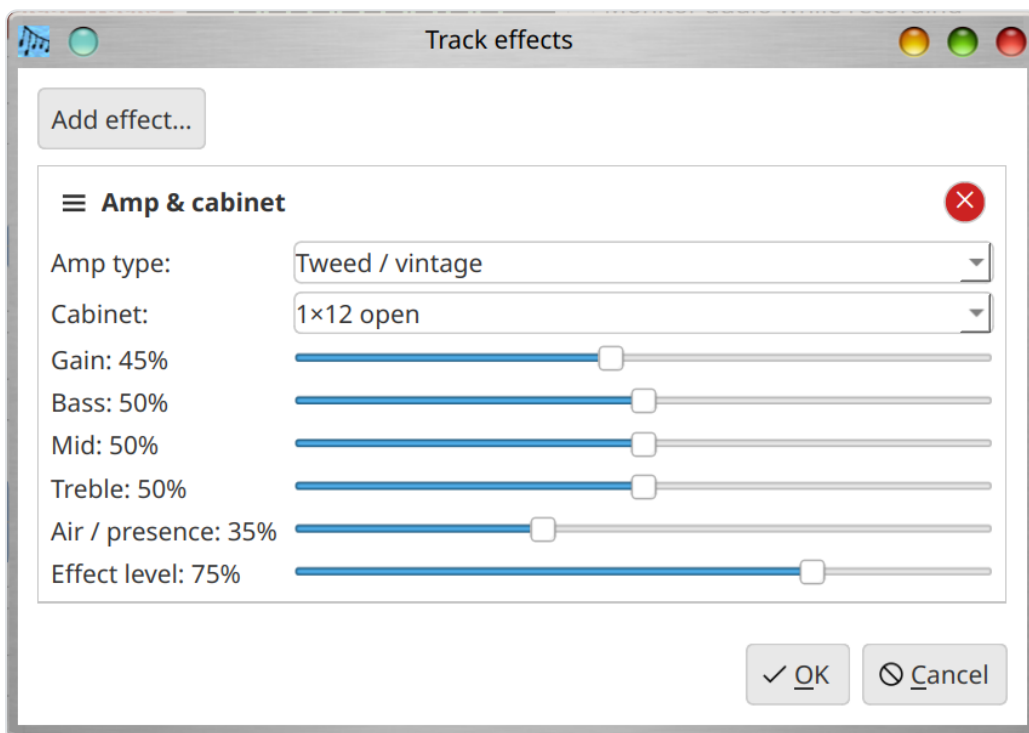 Track effects
Add effect...
Amp & cabinet
Amp type:
Tweed / vintage
Cabinet:
1×12 open
Gain: 45%
Bass: 50%
Mid: 50%
Treble: 50%
Air / presence: 35%
Effect level: 75%
OK
Cancel